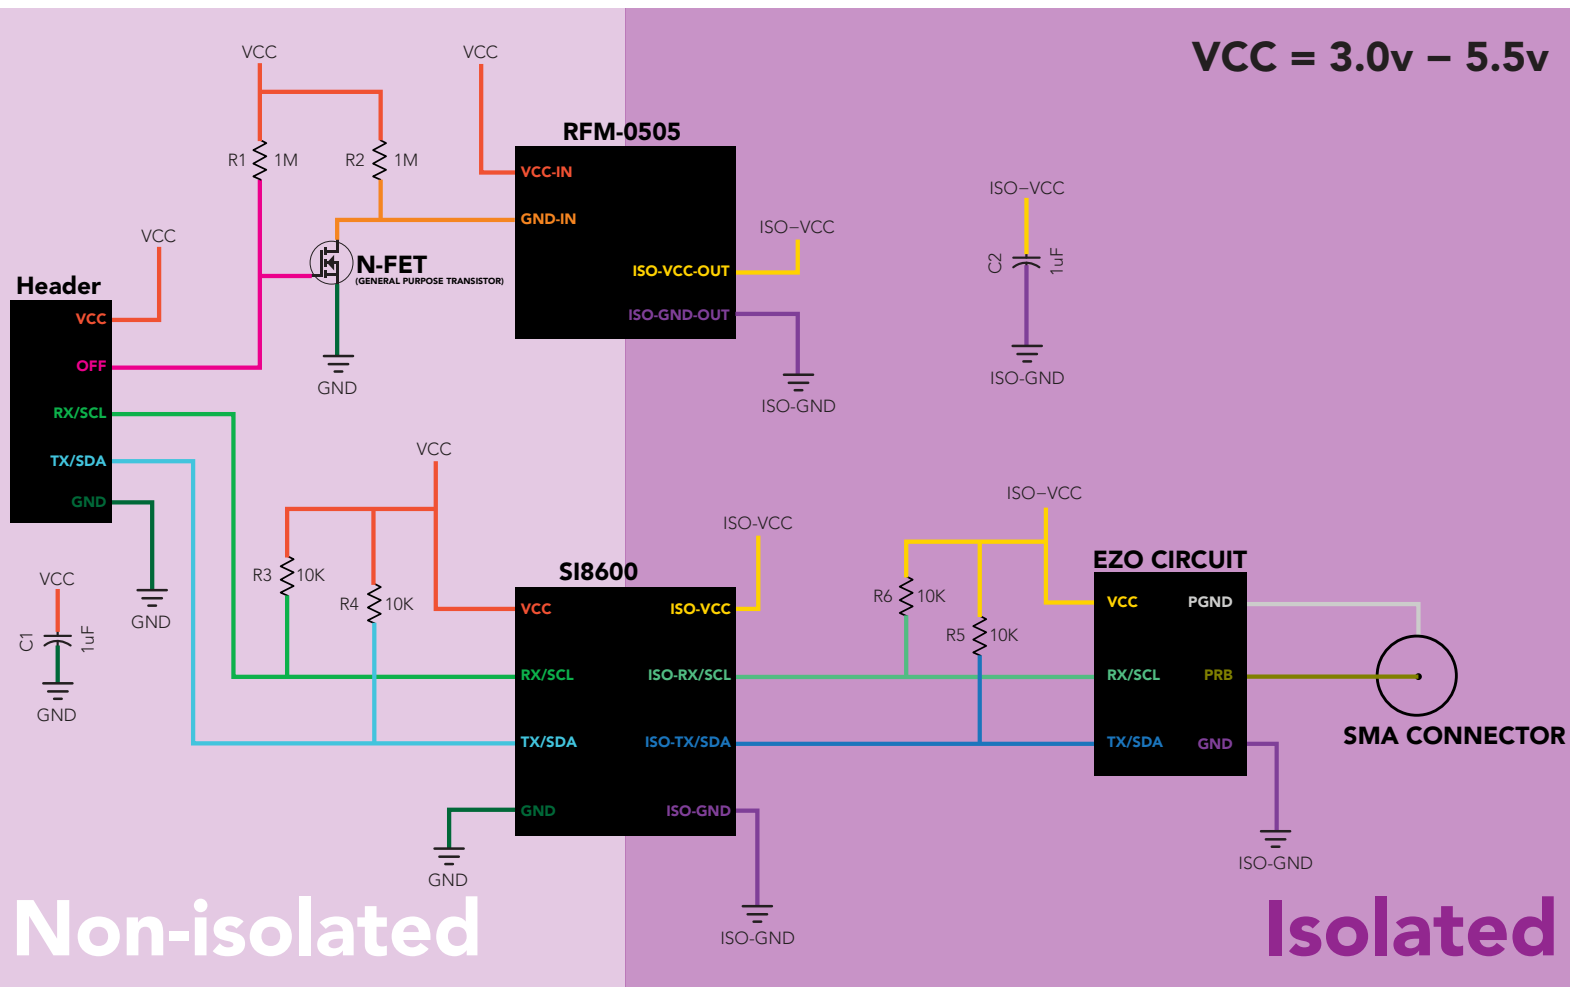 VCC = 3.0v – 5.5v
VCC
VCC
RFM-0505
R1
1M
R2
1M
VCC-IN
GND-IN
ISO-VCC-OUT
ISO-GND-OUT
ISO–VCC
ISO-GND
ISO–VCC
C2
1uF
ISO-GND
N-FET
(GENERAL PURPOSE TRANSISTOR)
GND
VCC
Header
VCC
OFF
RX/SCL
TX/SDA
GND
GND
VCC
C1
1uF
GND
VCC
R3
10K
R4
10K
SI8600
VCC
RX/SCL
TX/SDA
GND
ISO-VCC
ISO-RX/SCL
ISO-TX/SDA
ISO-GND
GND
ISO-VCC
ISO-GND
ISO–VCC
R6
10K
R5
10K
EZO CIRCUIT
VCC
RX/SCL
TX/SDA
PGND
PRB
GND
ISO-GND
SMA CONNECTOR
Non-isolated
Isolated